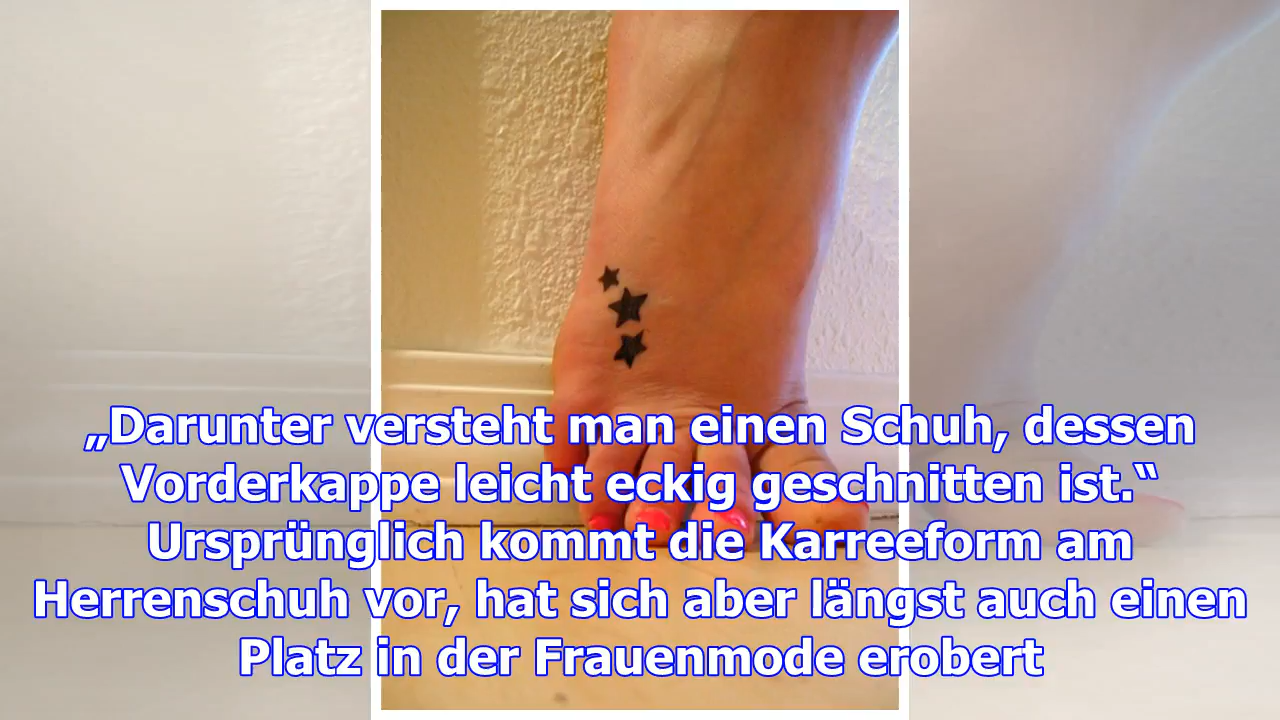 „Darunter versteht man einen Schuh, dessen
Vorderkappe leicht eckig geschnitten ist.“
Ursprünglich kommt die Karreeform am
Herrenschuh vor, hat sich aber längst auch einen
Platz in der Frauenmode erobert